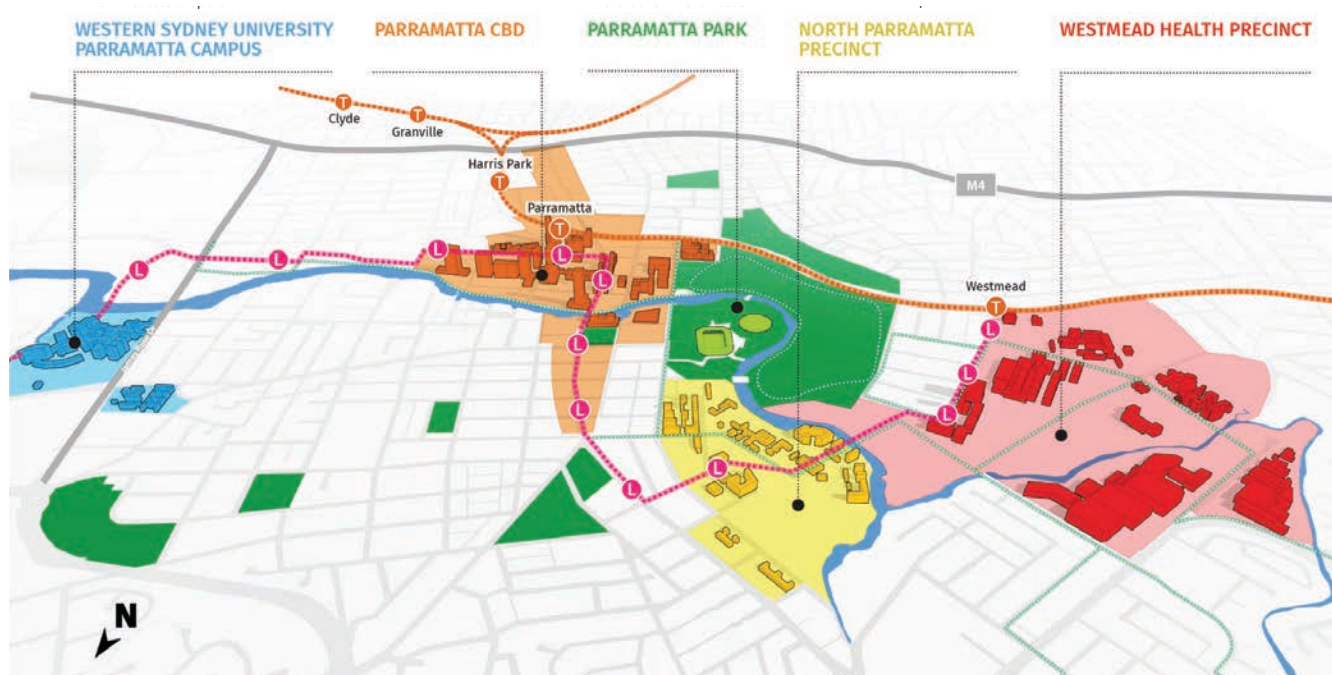 WESTERN SYDNEY UNIVERSITY
PARRAMATTA CAMPUS
PARRAMATTA CBD
PARRAMATTA PARK
NORTH PARRAMATTA
PRECINCT
WESTMEAD HEALTH PRECINCT
T
Clyde
T
Granville
Harris Park
T
M4
Parramatta
T
L
L
L
L
L
L
L
L
L
L
L
L
Westmead
T
L
N